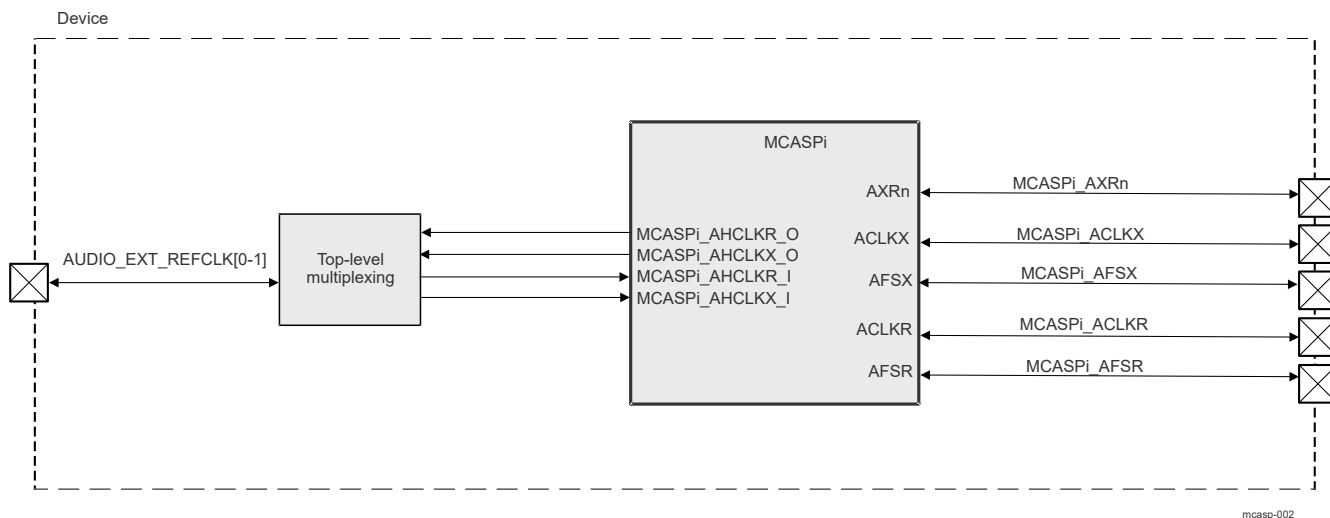 Device
MCASPi
AXRn
MCASPi_AXRn
MCASPi_AHCLKR_O
ACLKX
MCASPi_ACLKX
AUDIO_EXT_REFCLK[0-1]
Top-level
multiplexing
MCASPi_AHCLKX_O
MCASPi_AHCLKR_I
AFSX
MCASPi_AFSX
MCASPi_AHCLKX_I
ACLKR
MCASPi_ACLKR
AFSR
MCASPi_AFSR
mcasp-002